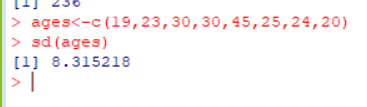 [1] 236
> ages<-c(19,23,30,30,45,25,24,20)
> sd(ages)
[1] 8.315218
>